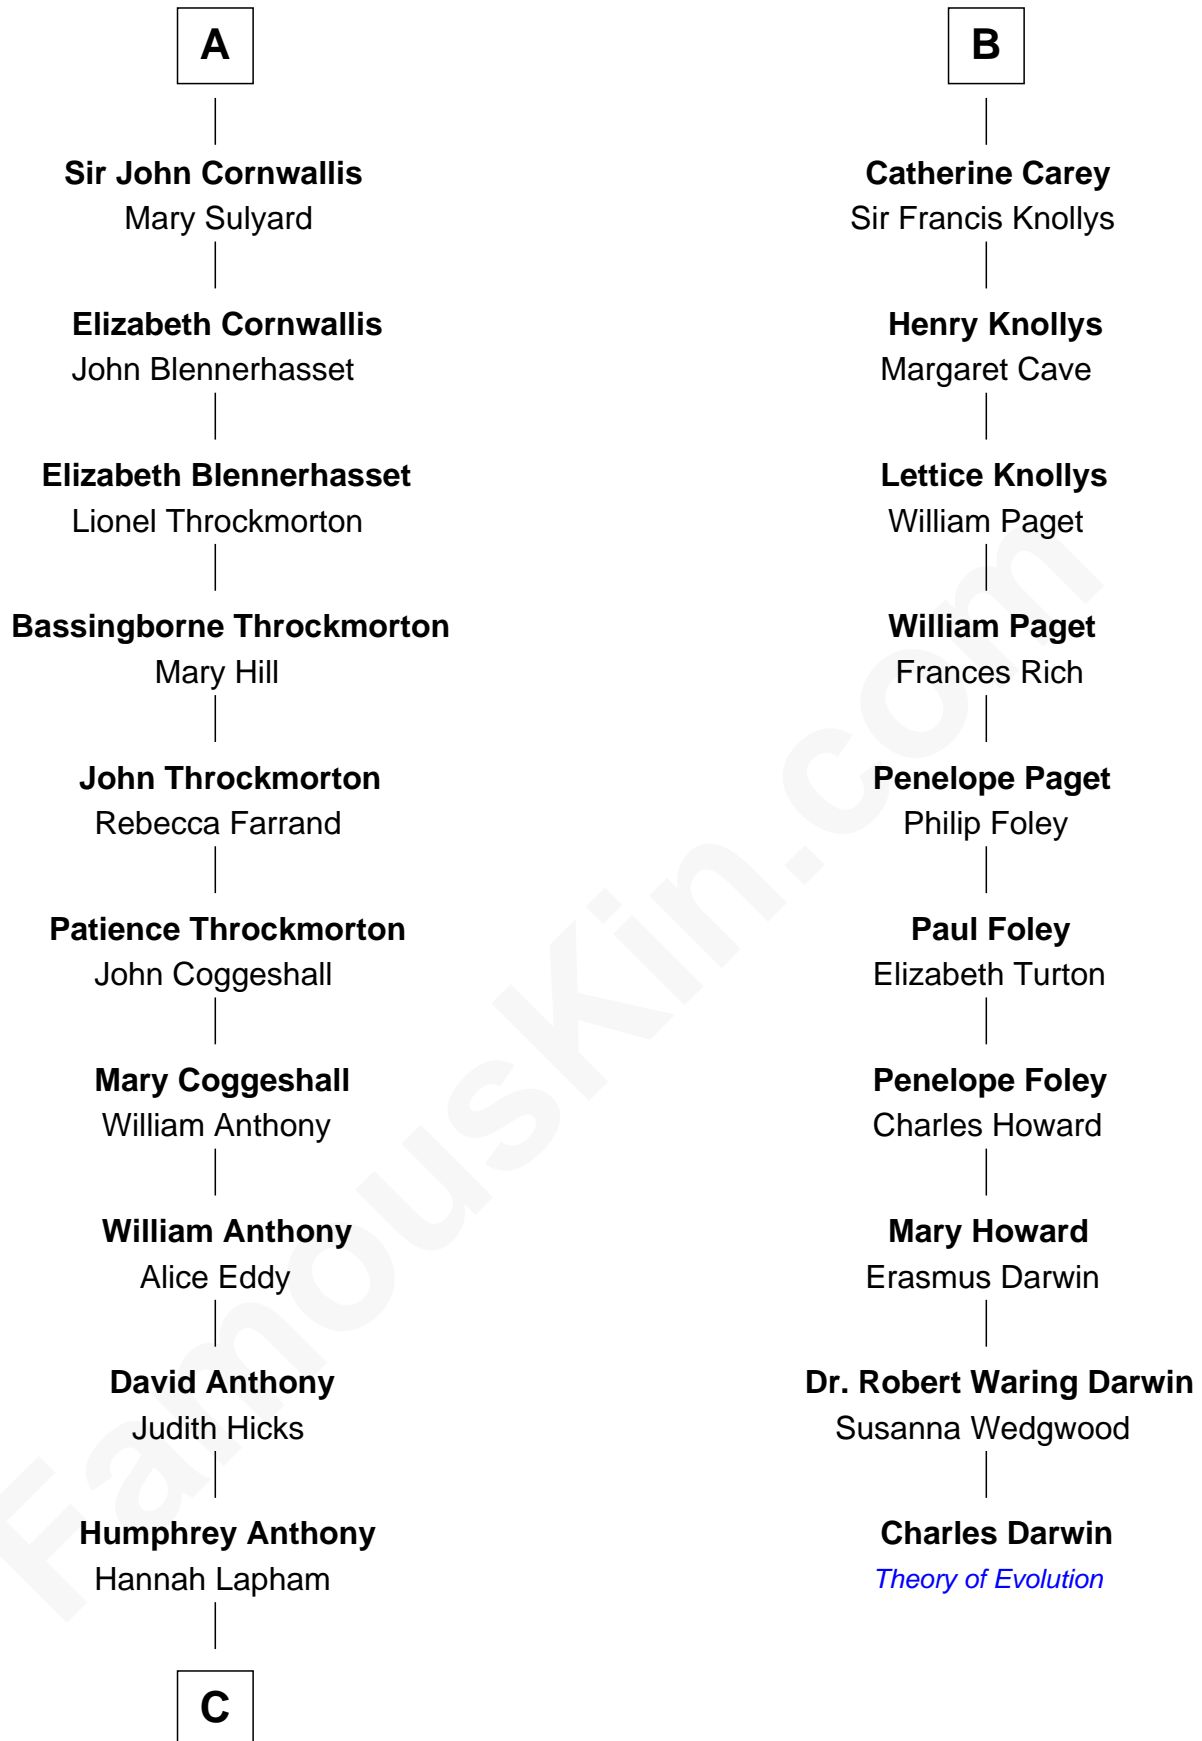 A
Sir John Cornwallis
Mary Sulyard
Elizabeth Cornwallis
John Blennerhasset
Elizabeth Blennerhasset
Lionel Throckmorton
Bassingborne Throckmorton
Mary Hill
John Throckmorton
Rebecca Farrand
Patience Throckmorton
John Coggeshall
Mary Coggeshall
William Anthony
William Anthony
Alice Eddy
David Anthony
Judith Hicks
Humphrey Anthony
Hannah Lapham
C
B
Catherine Carey
Sir Francis Knollys
Henry Knollys
Margaret Cave
Lettice Knollys
William Paget
William Paget
Frances Rich
Penelope Paget
Philip Foley
Paul Foley
Elizabeth Turton
Penelope Foley
Charles Howard
Mary Howard
Erasmus Darwin
Dr. Robert Waring Darwin
Susanna Wedgwood
Charles Darwin
Theory of Evolution
FamousKin.com